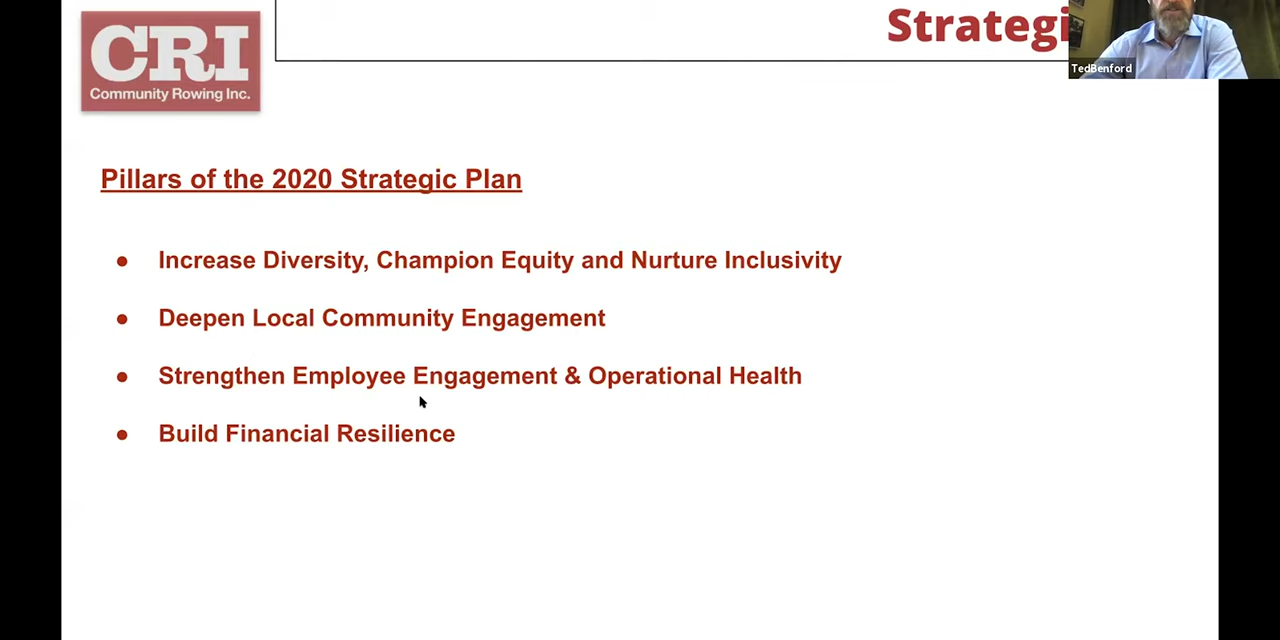 CRI
Community Rowing Inc.
Strategi
TedBenford
Pillars of the 2020 Strategic Plan
● Increase Diversity, Champion Equity and Nurture Inclusivity
● Deepen Local Community Engagement
● Strengthen Employee Engagement & Operational Health
● Build Financial Resilience